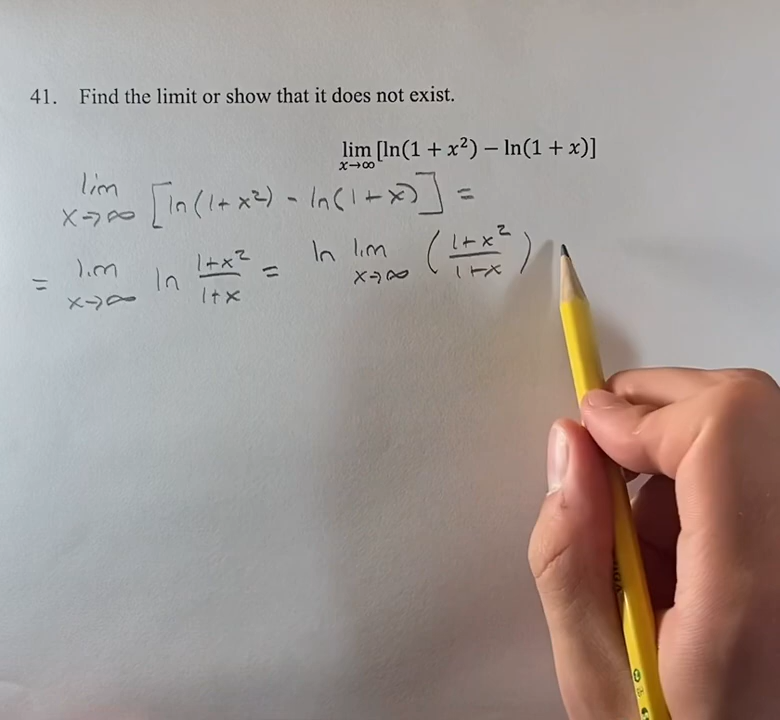 41. Find the limit or show that it does not exist.
lim x→∞ [ln(1 + x²) − ln(1 + x)]
lim x→∞ [ln(1+x²) - ln(1+x)] =
= lim x→∞ ln (1+x²)/(1+x) = ln lim x→∞ ((1+x²)/(1+x))